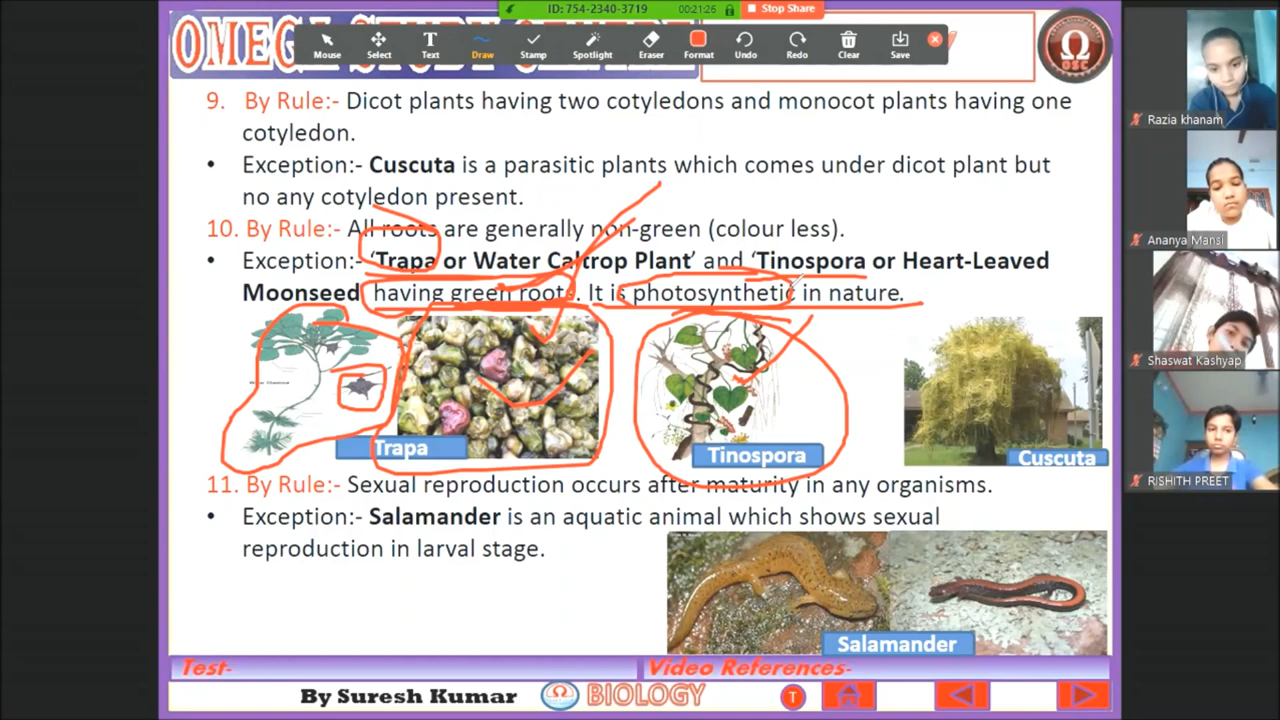 ID: 754-2340-3719 00:21:26 Stop Share
Mouse Select Text Draw Stamp Spotlight Eraser Format Undo Redo Clear Save
OSC
9. By Rule:- Dicot plants having two cotyledons and monocot plants having one
cotyledon.
• Exception:- Cuscuta is a parasitic plants which comes under dicot plant but
no any cotyledon present.
10. By Rule:- All roots are generally non-green (colour less).
• Exception:- ‘Trapa or Water Caltrop Plant’ and ‘Tinospora or Heart-Leaved
Moonseed having green roots. It is photosynthetic in nature.
Trapa
Tinospora
Cuscuta
11. By Rule:- Sexual reproduction occurs after maturity in any organisms.
• Exception:- Salamander is an aquatic animal which shows sexual
reproduction in larval stage.
Salamander
Test- Video References-
By Suresh Kumar BIOLOGY T
Razia khanam
Ananya Mansi
Shaswat Kashyap
RISHITH PREET